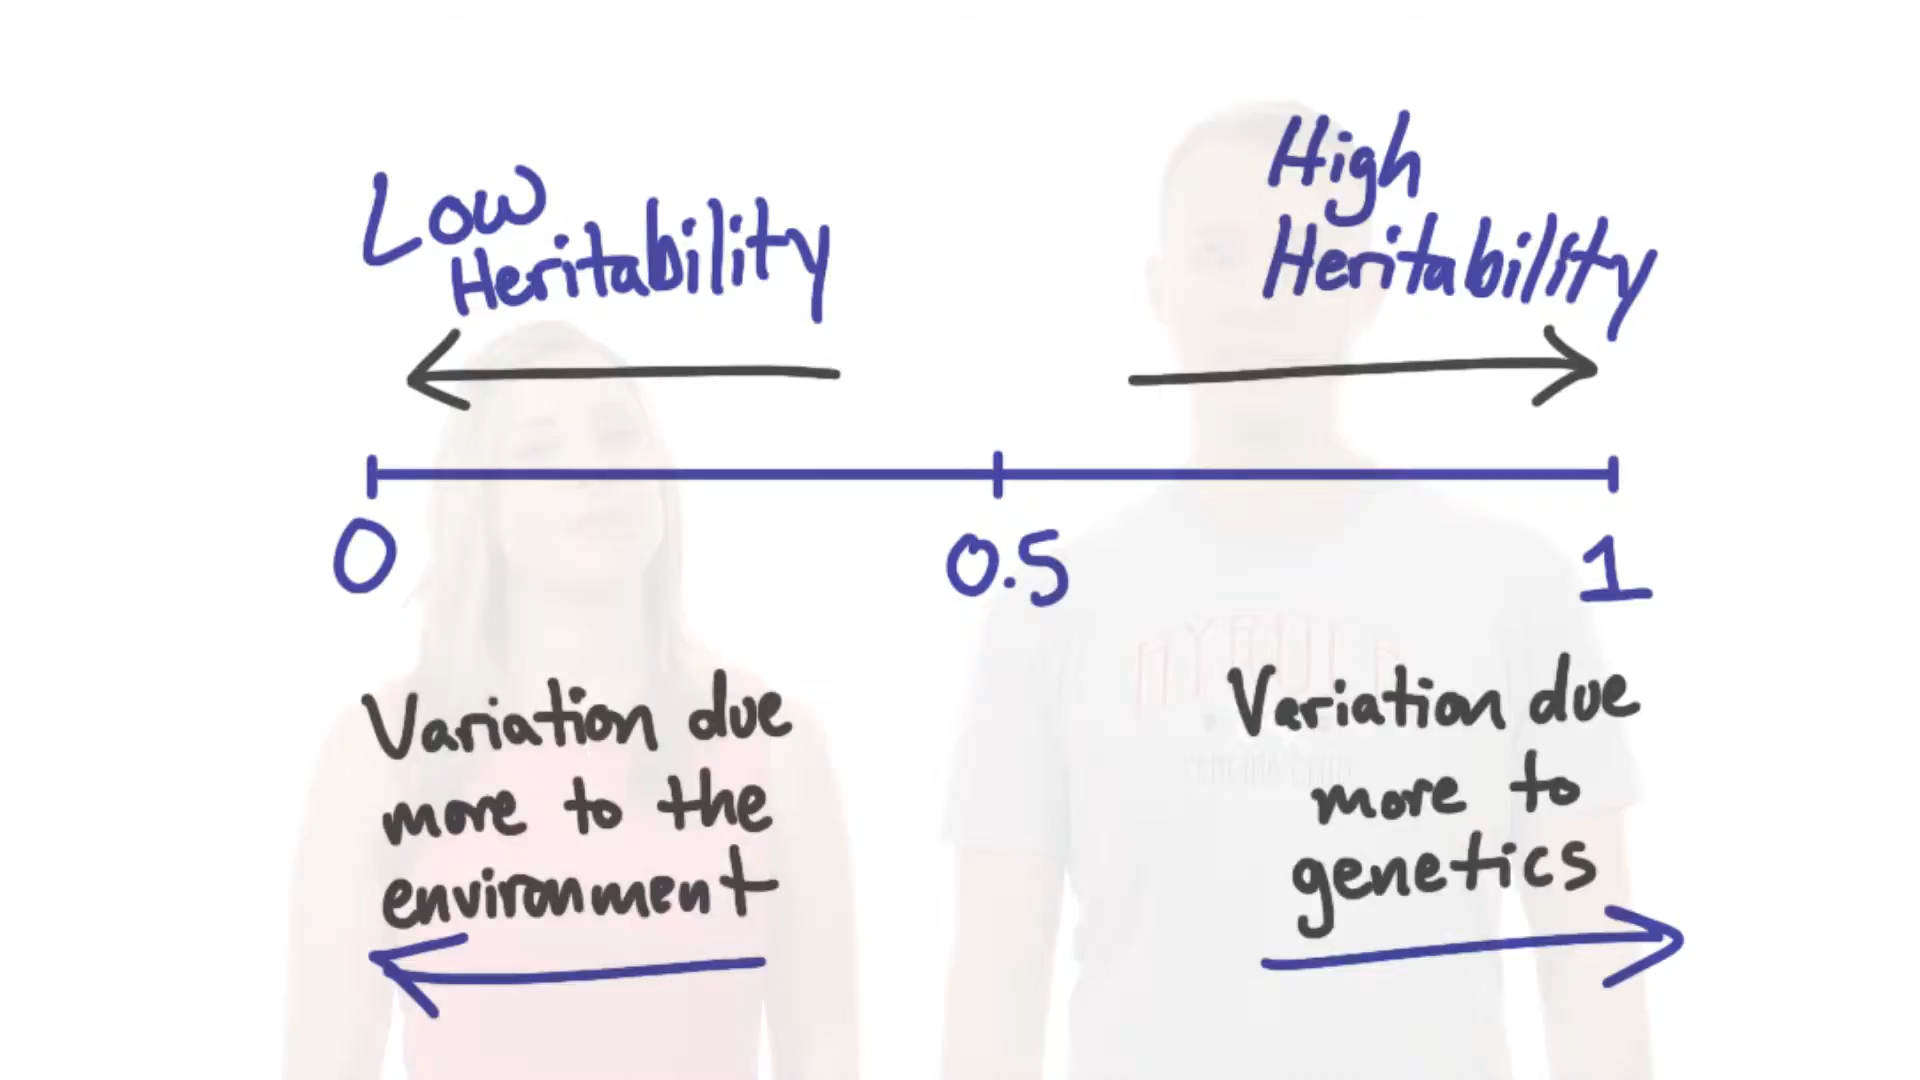 Low
Heritability
High
Heritability
0
0.5
1
Variation due
more to the
environment
Variation due
more to
genetics